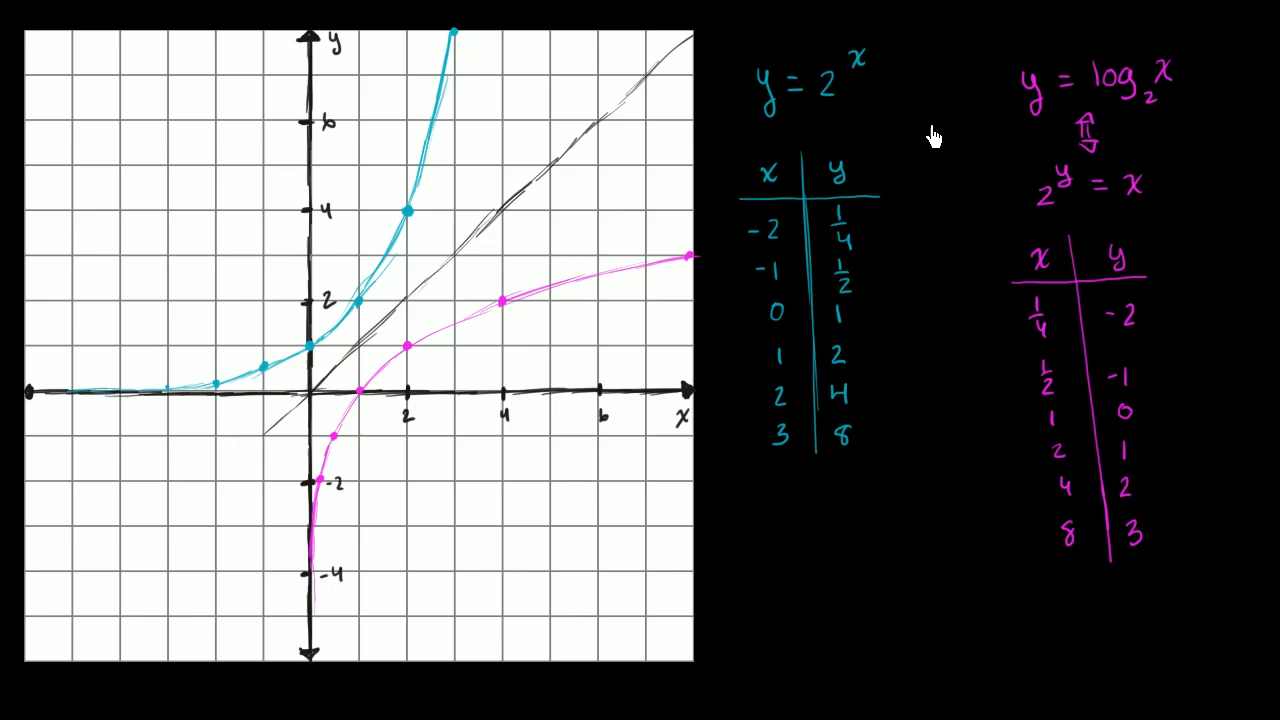 y
6
4
2
2 4 6 x
-2
-4
y = 2^x
x y
-2 1/4
-1 1/2
0 1
1 2
2 4
3 8
y = log₂x
⇕
2^y = x
x y
1/4 -2
1/2 -1
1 0
2 1
4 2
8 3